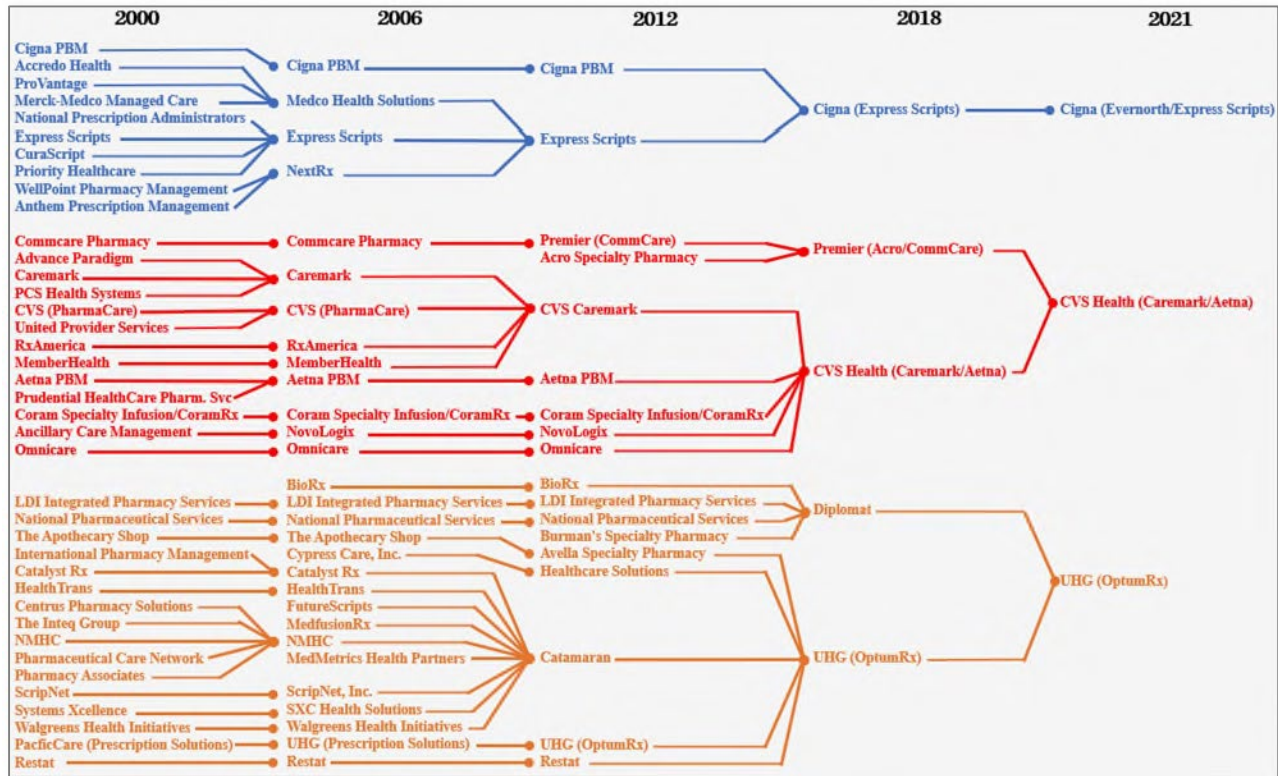 2000 2006 2012 2018 2021
Cigna PBM
Accredo Health
Cigna PBM
Cigna PBM
ProVantage
Merck-Medco Managed Care
Medco Health Solutions
Cigna (Express Scripts)
Cigna (Evernorth/Express Scripts)
National Prescription Administrators
Express Scripts
Express Scripts
Express Scripts
CuraScript
Priority Healthcare
NextRx
WellPoint Pharmacy Management
Anthem Prescription Management
Commcare Pharmacy
Commcare Pharmacy
Premier (CommCare)
Premier (Acro/CommCare)
Advance Paradigm
Acro Specialty Pharmacy
Caremark
Caremark
PCS Health Systems
CVS Health (Caremark/Aetna)
CVS (PharmaCare)
CVS (PharmaCare)
CVS Caremark
United Provider Services
RxAmerica
RxAmerica
MemberHealth
MemberHealth
CVS Health (Caremark/Aetna)
Aetna PBM
Aetna PBM
Aetna PBM
Prudential HealthCare Pharm. Svc
Coram Specialty Infusion/CoramRx
Coram Specialty Infusion/CoramRx
Coram Specialty Infusion/CoramRx
Ancillary Care Management
NovoLogix
NovoLogix
Omnicare
Omnicare
Omnicare
BioRx
BioRx
LDI Integrated Pharmacy Services
LDI Integrated Pharmacy Services
LDI Integrated Pharmacy Services
Diplomat
National Pharmaceutical Services
National Pharmaceutical Services
National Pharmaceutical Services
The Apothecary Shop
The Apothecary Shop
Burman's Specialty Pharmacy
International Pharmacy Management
Cypress Care, Inc.
Avella Specialty Pharmacy
Catalyst Rx
Catalyst Rx
Healthcare Solutions
UHG (OptumRx)
HealthTrans
HealthTrans
Centrus Pharmacy Solutions
FutureScripts
The Inteq Group
MedfusionRx
NMHC
NMHC
Pharmaceutical Care Network
MedMetrics Health Partners
Catamaran
UHG (OptumRx)
Pharmacy Associates
ScripNet
ScripNet, Inc.
Systems Xcellence
SXC Health Solutions
Walgreens Health Initiatives
Walgreens Health Initiatives
PacficCare (Prescription Solutions)
UHG (Prescription Solutions)
UHG (OptumRx)
Restat
Restat
Restat